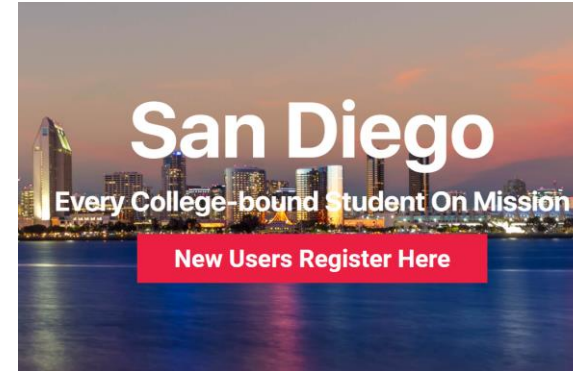 San Diego
Every College-bound Student On Mission
New Users Register Here